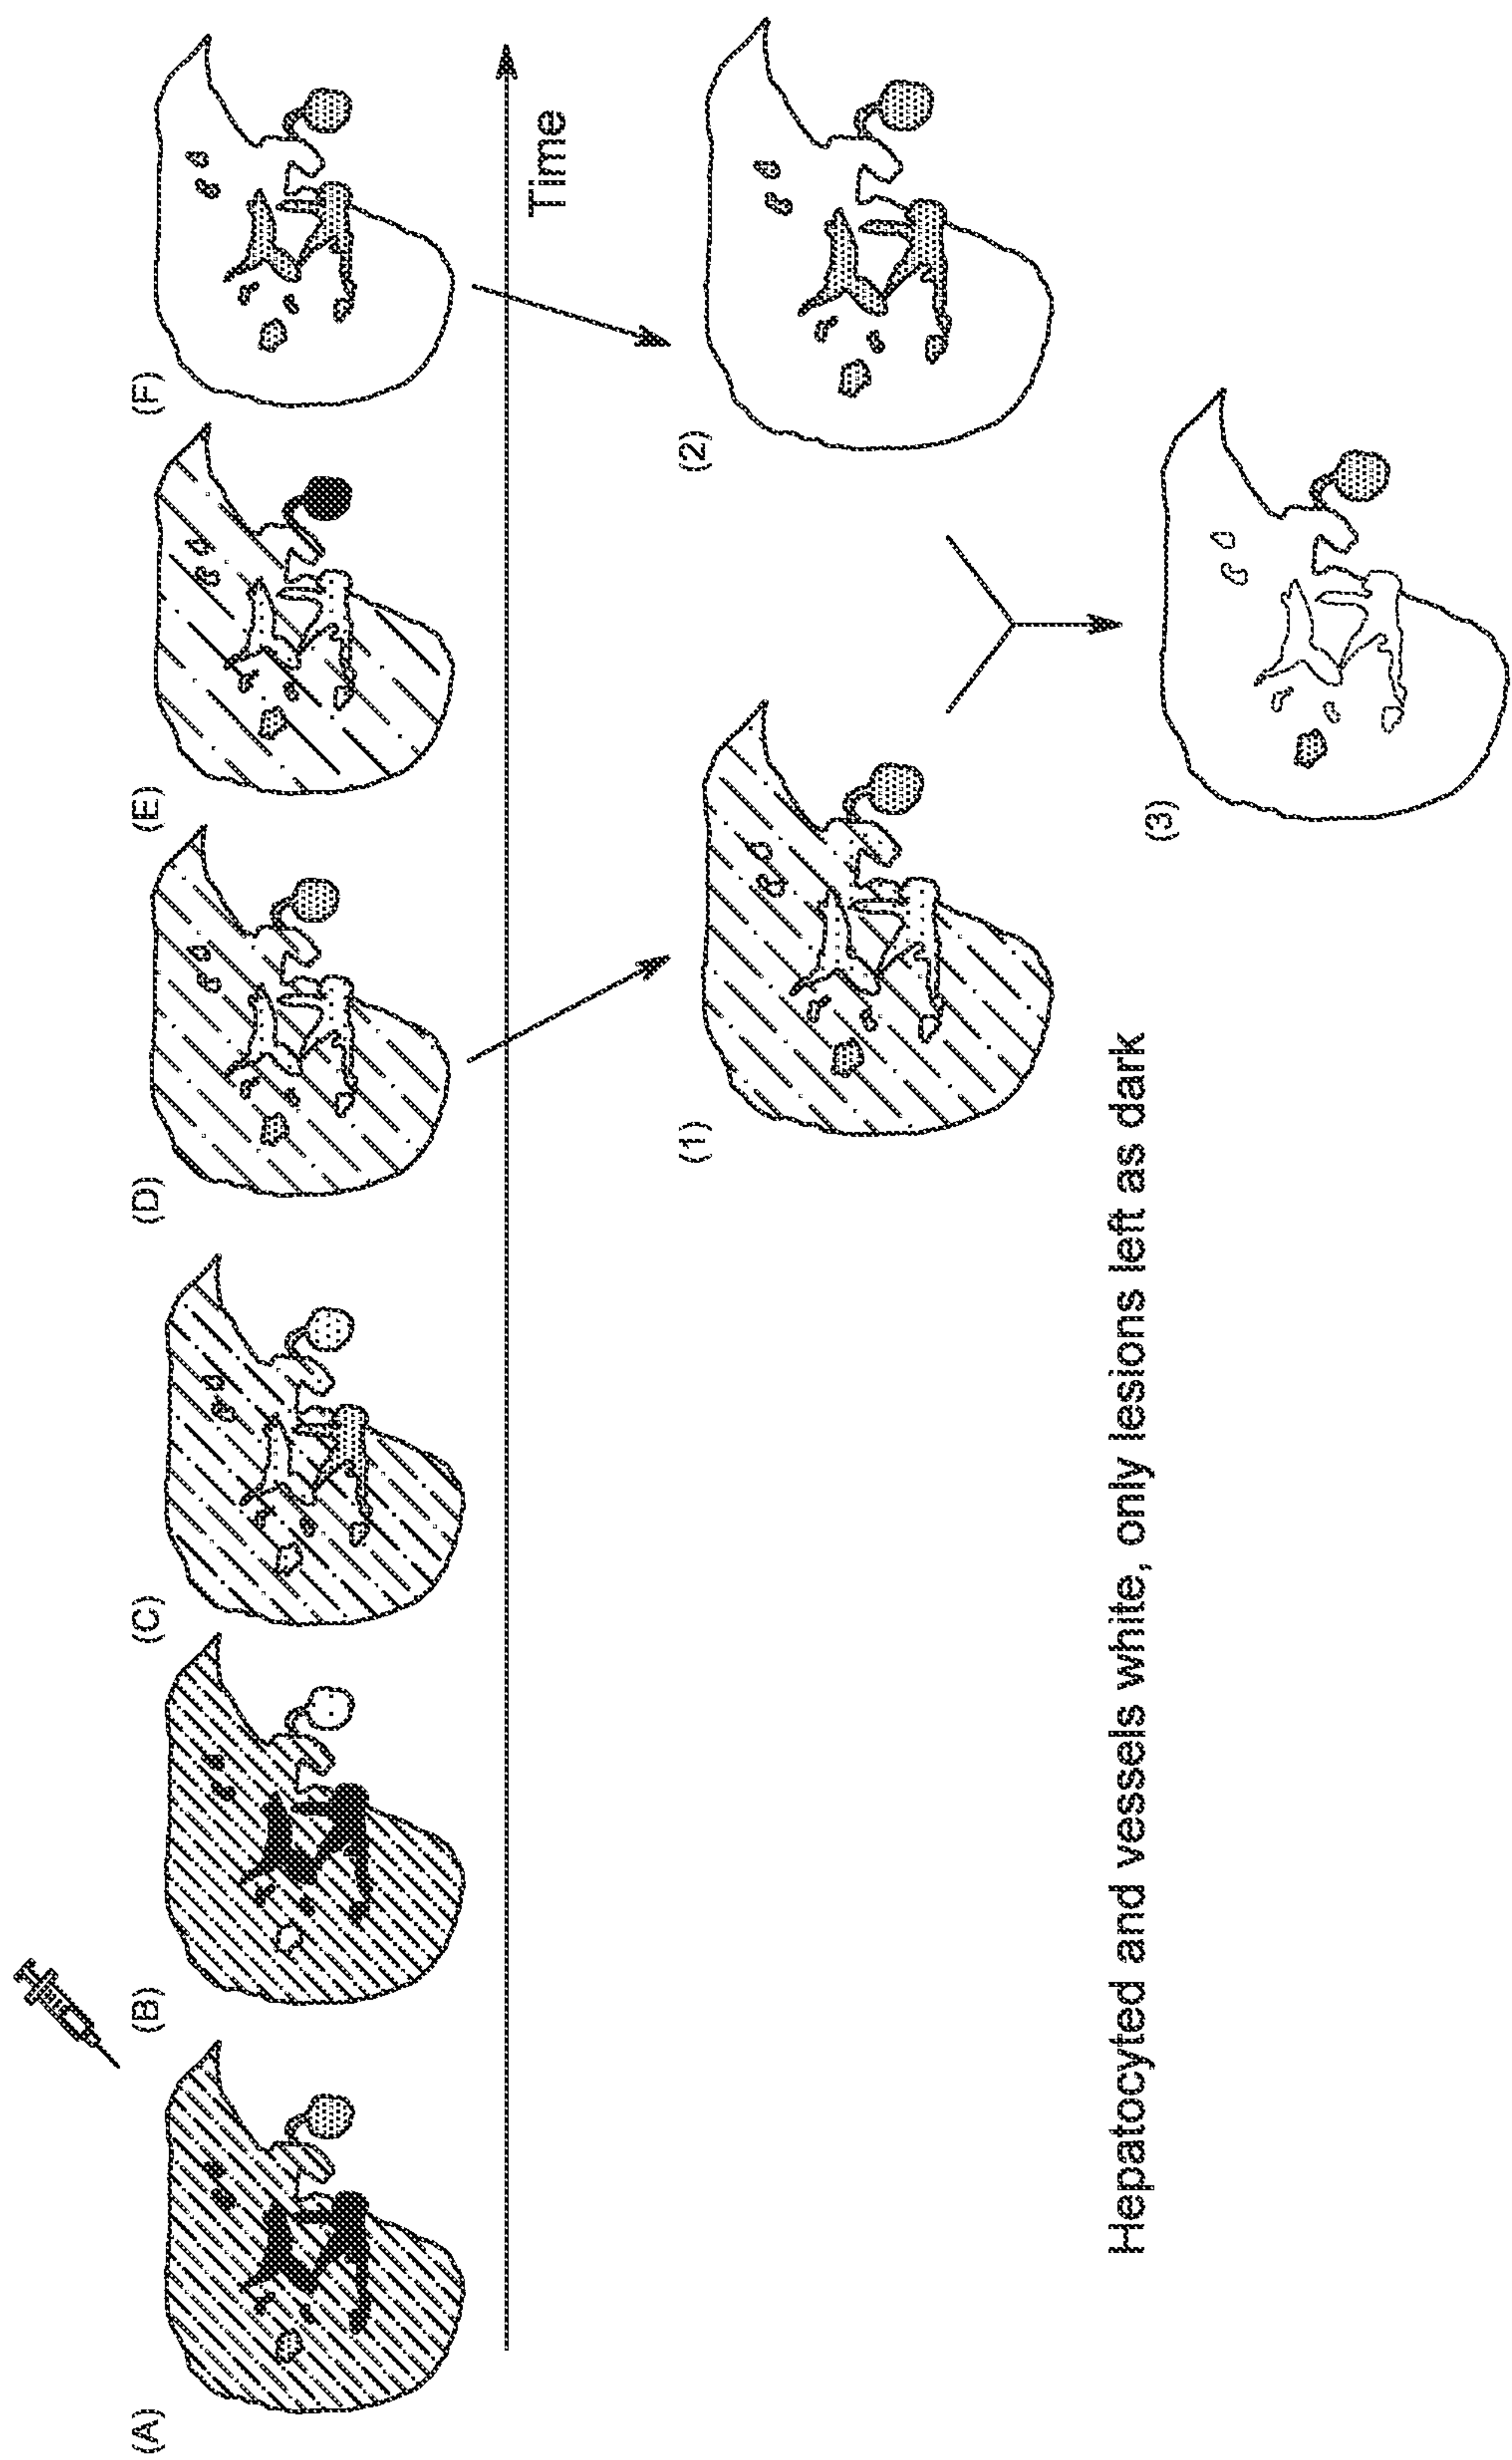 (A)
(B)
(C)
(D)
(E)
(F)
Time
(1)
(2)
(3)
Hepatocyted and vessels white, only lesions left as dark